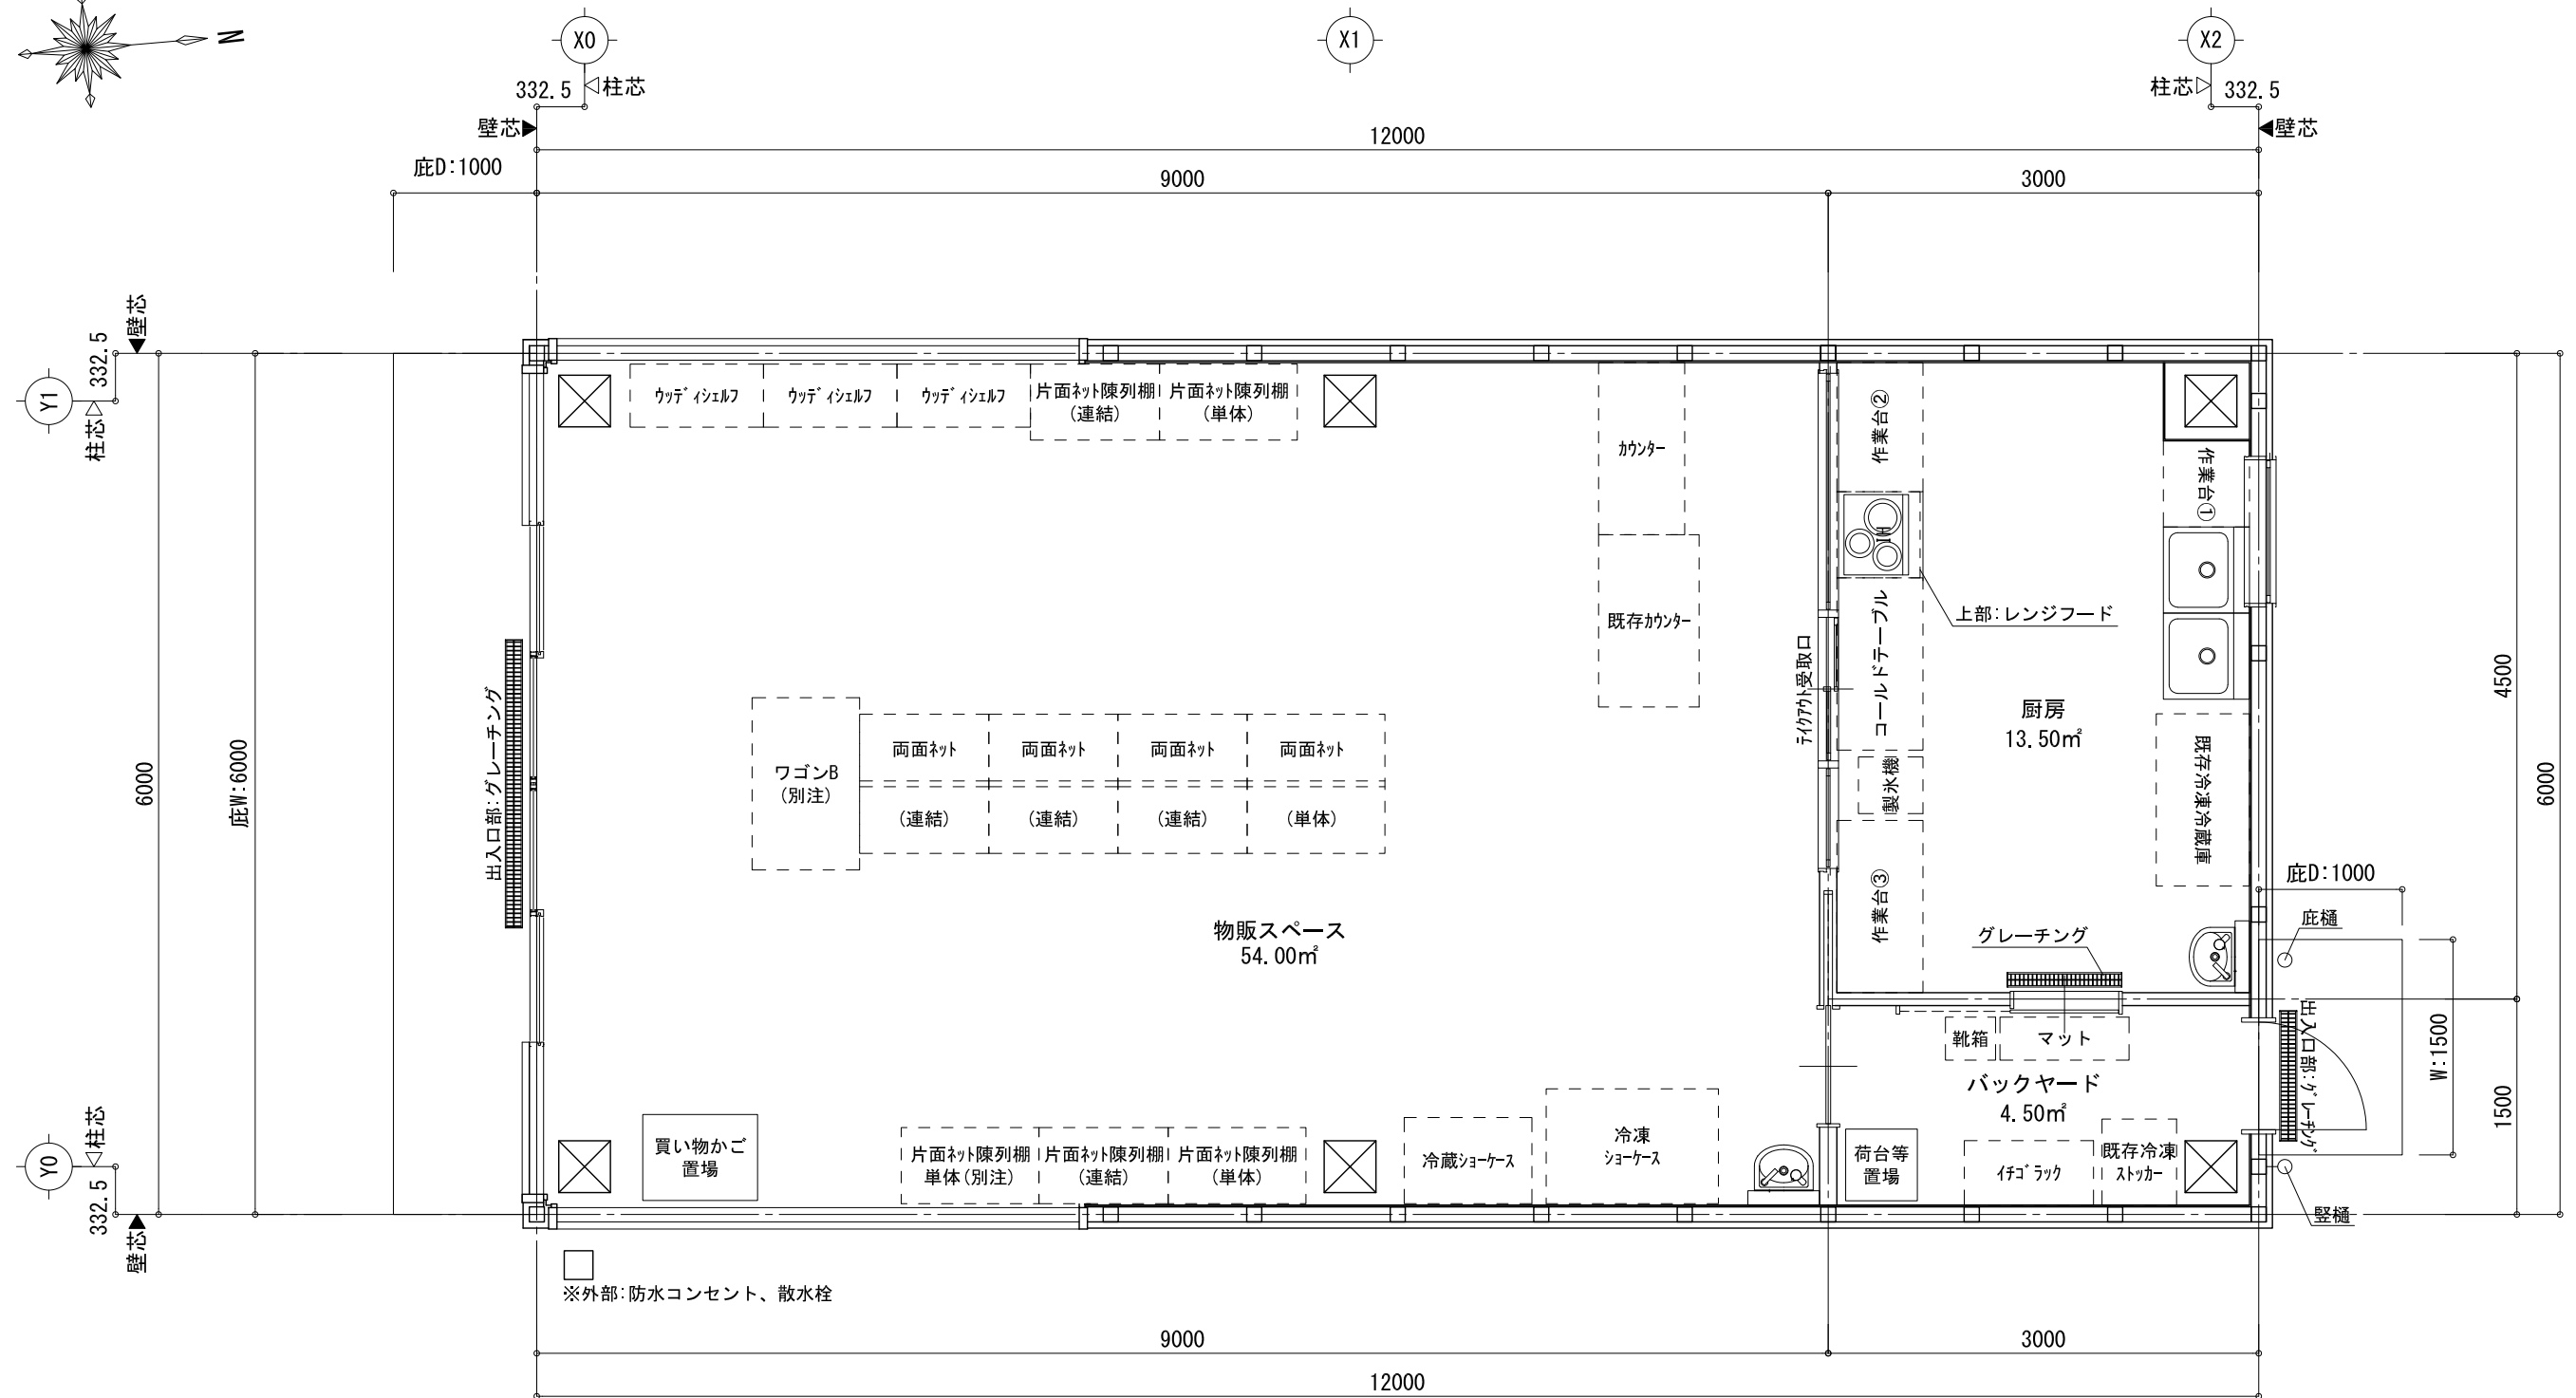 N
X0
X1
X2
332.5
柱芯
柱芯
332.5
壁芯
12000
壁芯
庇D:1000
9000
3000
壁芯
332.5
Y1
柱芯
6000
庇W:6000
出入口部:グレーチング
ウッディシェルフ
ウッディシェルフ
ウッディシェルフ
片面ネット陳列棚
(連結)
片面ネット陳列棚
(単体)
カウンター
既存カウンター
作業台②
IH
作業台①
上部:レンジフード
テイクアウト受取口
コールドテーブル
厨房
13.50㎡
製氷機
既存冷凍冷蔵庫
作業台③
グレーチング
ワゴンB
(別注)
両面ネット
両面ネット
両面ネット
両面ネット
(連結)
(連結)
(連結)
(単体)
物販スペース
54.00㎡
4500
6000
庇D:1000
庇樋
出入口部:グレーチング
W:1500
1500
靴箱
マット
バックヤード
4.50㎡
Y0
柱芯
332.5
壁芯
買い物かご
置場
片面ネット陳列棚
単体(別注)
片面ネット陳列棚
(連結)
片面ネット陳列棚
(単体)
冷蔵ショーケース
冷凍
ショーケース
荷台等
置場
イチゴラック
既存冷凍
ストッカー
竪樋
※外部:防水コンセント、散水栓
9000
3000
12000